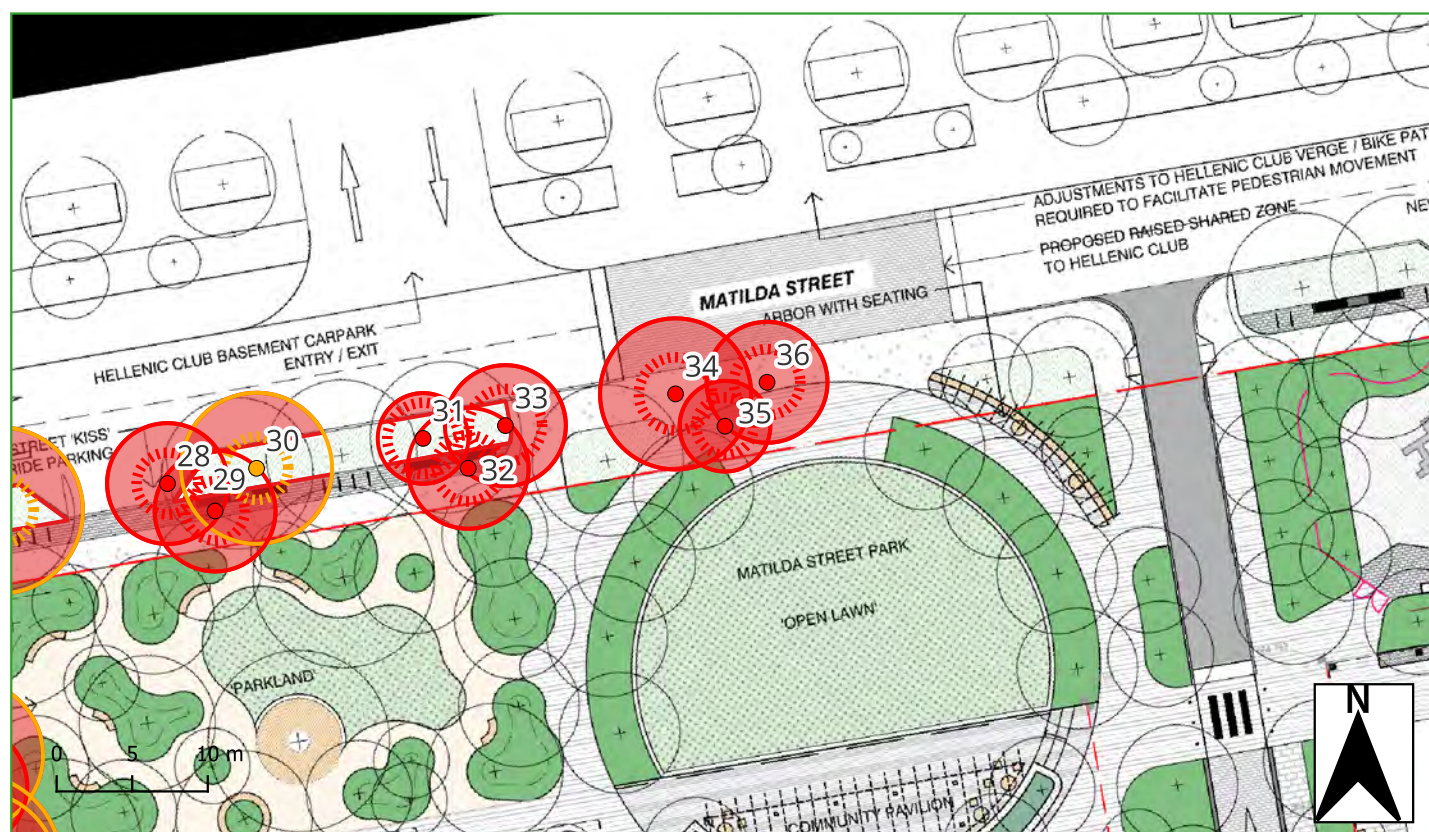 ADJUSTMENTS TO HELLENIC CLUB VERGE / BIKE PAT
REQUIRED TO FACILITATE PEDESTRIAN MOVEMENT
PROPOSED RAISED SHARED ZONE
TO HELLENIC CLUB
NE
MATILDA STREET
ARBOR WITH SEATING
HELLENIC CLUB BASEMENT CARPARK
ENTRY / EXIT
STREET 'KISS'
RIDE PARKING
28
29
30
31
32
33
34
35
36
MATILDA STREET PARK
'OPEN LAWN'
'PARKLAND'
COMMUNITY PAVILION
0 5 10 m
N